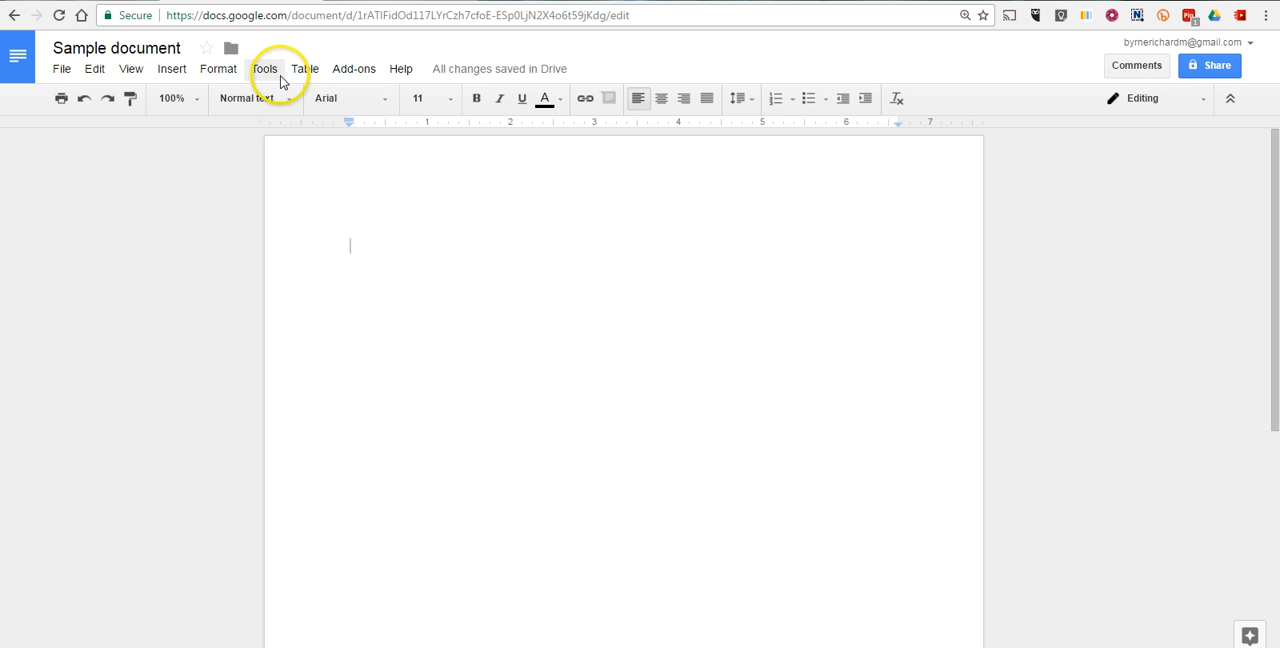 Secure https://docs.google.com/document/d/1rATlFidOd117LYrCzh7cfoE-ESp0LjN2X4o6t59jKdg/edit
Sample document
byrnerichardm@gmail.com
File Edit View Insert Format Tools Table Add-ons Help All changes saved in Drive
Comments Share
100% Normal text Arial 11 B I U A Editing
1 2 3 4 5 6 7